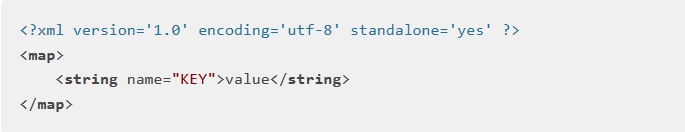 <?xml version='1.0' encoding='utf-8' standalone='yes' ?>
<map>
    <string name="KEY">value</string>
</map>